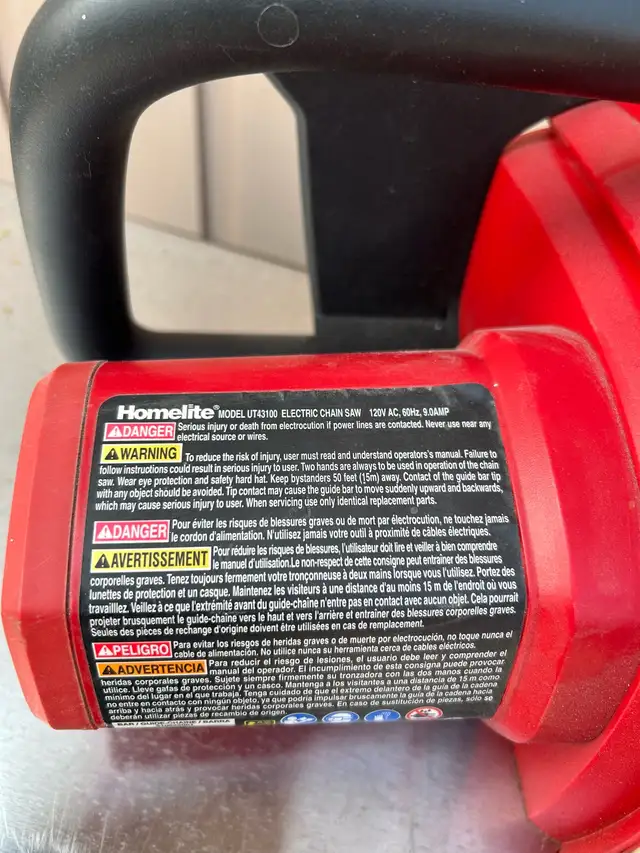 Homelite® MODEL UT43100 ELECTRIC CHAIN SAW 120V AC, 60Hz, 9.0AMP
DANGER Serious injury or death from electrocution if power lines are contacted. Never use near any
electrical source or wires.
WARNING To reduce the risk of injury, user must read and understand operators's manual. Failure to
follow instructions could result in serious injury to user. Two hands are always to be used in operation of the chain
saw. Wear eye protection and safety hard hat. Keep bystanders 50 feet (15m) away. Contact of the guide bar tip
with any object should be avoided. Tip contact may cause the guide bar to move suddenly upward and backwards,
which may cause serious injury to user. When servicing use only identical replacement parts.
DANGER Pour éviter les risques de blessures graves ou de mort par électrocution, ne touchez jamais
le cordon d'alimentation. N'utilisez jamais votre outil à proximité de câbles électriques.
AVERTISSEMENT Pour réduire les risques de blessures, l'utilisateur doit lire et veiller à bien comprendre
le manuel d'utilisation.Le non-respect de cette consigne peut entraîner des blessures
corporelles graves. Tenez toujours fermement votre tronçonneuse à deux mains lorsque vous l'utilisez. Portez des
lunettes de protection et un casque. Maintenez les visiteurs à une distance d'au moins 15 m de l'endroit où vous
travaillez. Veillez à ce que l'extrémité avant du guide-chaîne n'entre pas en contact avec aucun objet. Cela pourrait
projeter brusquement le guide-chaîne vers le haut et vers l'arrière et entraîner des blessures corporelles graves.
Seules des pièces de rechange d'origine doivent être utilisées en cas de remplacement.
PELIGRO Para evitar los riesgos de heridas graves o de muerte por electrocución, no toque nunca el
cable de alimentación. No utilice nunca su herramienta cerca de cables eléctricos.
ADVERTENCIA Para reducir el riesgo de lesiones, el usuario debe leer y comprender el
manual del operador. El incumplimiento de esta consigna puede provocar
heridas corporales graves. Sujete siempre firmemente su tronzadora con las dos manos cuando la
utilice. Lleve gafas de protección y un casco. Mantenga a los visitantes a una distancia de 15 m como
mínimo del lugar en el que trabaja. Tenga cuidado de que el extremo delantero de la guía de la cadena
no entre en contacto con ningún objeto, ya que podría impulsar bruscamente la guía de la cadena hacia
arriba y hacia atrás y provocar heridas corporales graves. En caso de sustitución de piezas, sólo se
deberán utilizar piezas de recambio de origen.
BAR / GUIDE-CHAÎNE / BARRA